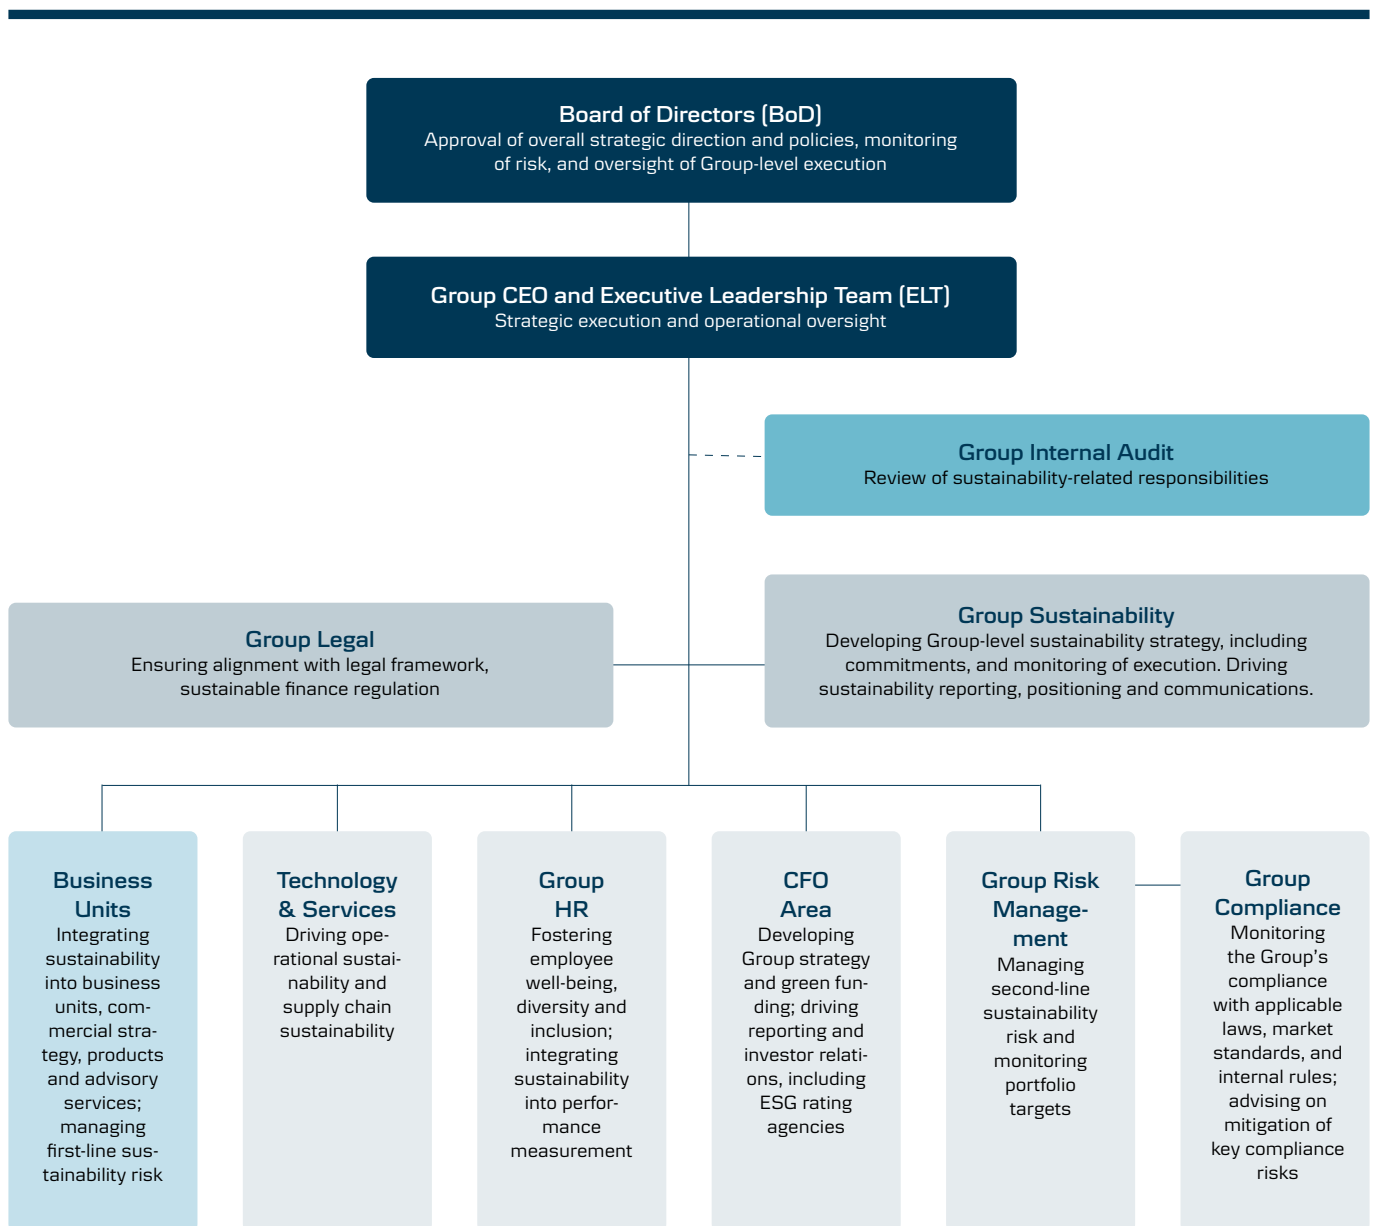 Board of Directors (BoD)
Approval of overall strategic direction and policies, monitoring
of risk, and oversight of Group-level execution
Group CEO and Executive Leadership Team (ELT)
Strategic execution and operational oversight
Group Internal Audit
Review of sustainability-related responsibilities
Group Legal
Ensuring alignment with legal framework,
sustainable finance regulation
Group Sustainability
Developing Group-level sustainability strategy, including
commitments, and monitoring of execution. Driving
sustainability reporting, positioning and communications.
Business
Units
Integrating
sustainability
into business
units, com-
mercial stra-
tegy, products
and advisory
services;
managing
first-line sus-
tainability risk
Technology
& Services
Driving ope-
rational sustai-
nability and
supply chain
sustainability
Group
HR
Fostering
employee
well-being,
diversity and
inclusion;
integrating
sustainability
into perfor-
mance
measurement
CFO
Area
Developing
Group strategy
and green fun-
ding; driving
reporting and
investor relati-
ons, including
ESG rating
agencies
Group Risk
Manage-
ment
Managing
second-line
sustainability
risk and
monitoring
portfolio
targets
Group
Compliance
Monitoring
the Group's
compliance
with applicable
laws, market
standards, and
internal rules;
advising on
mitigation of
key compliance
risks